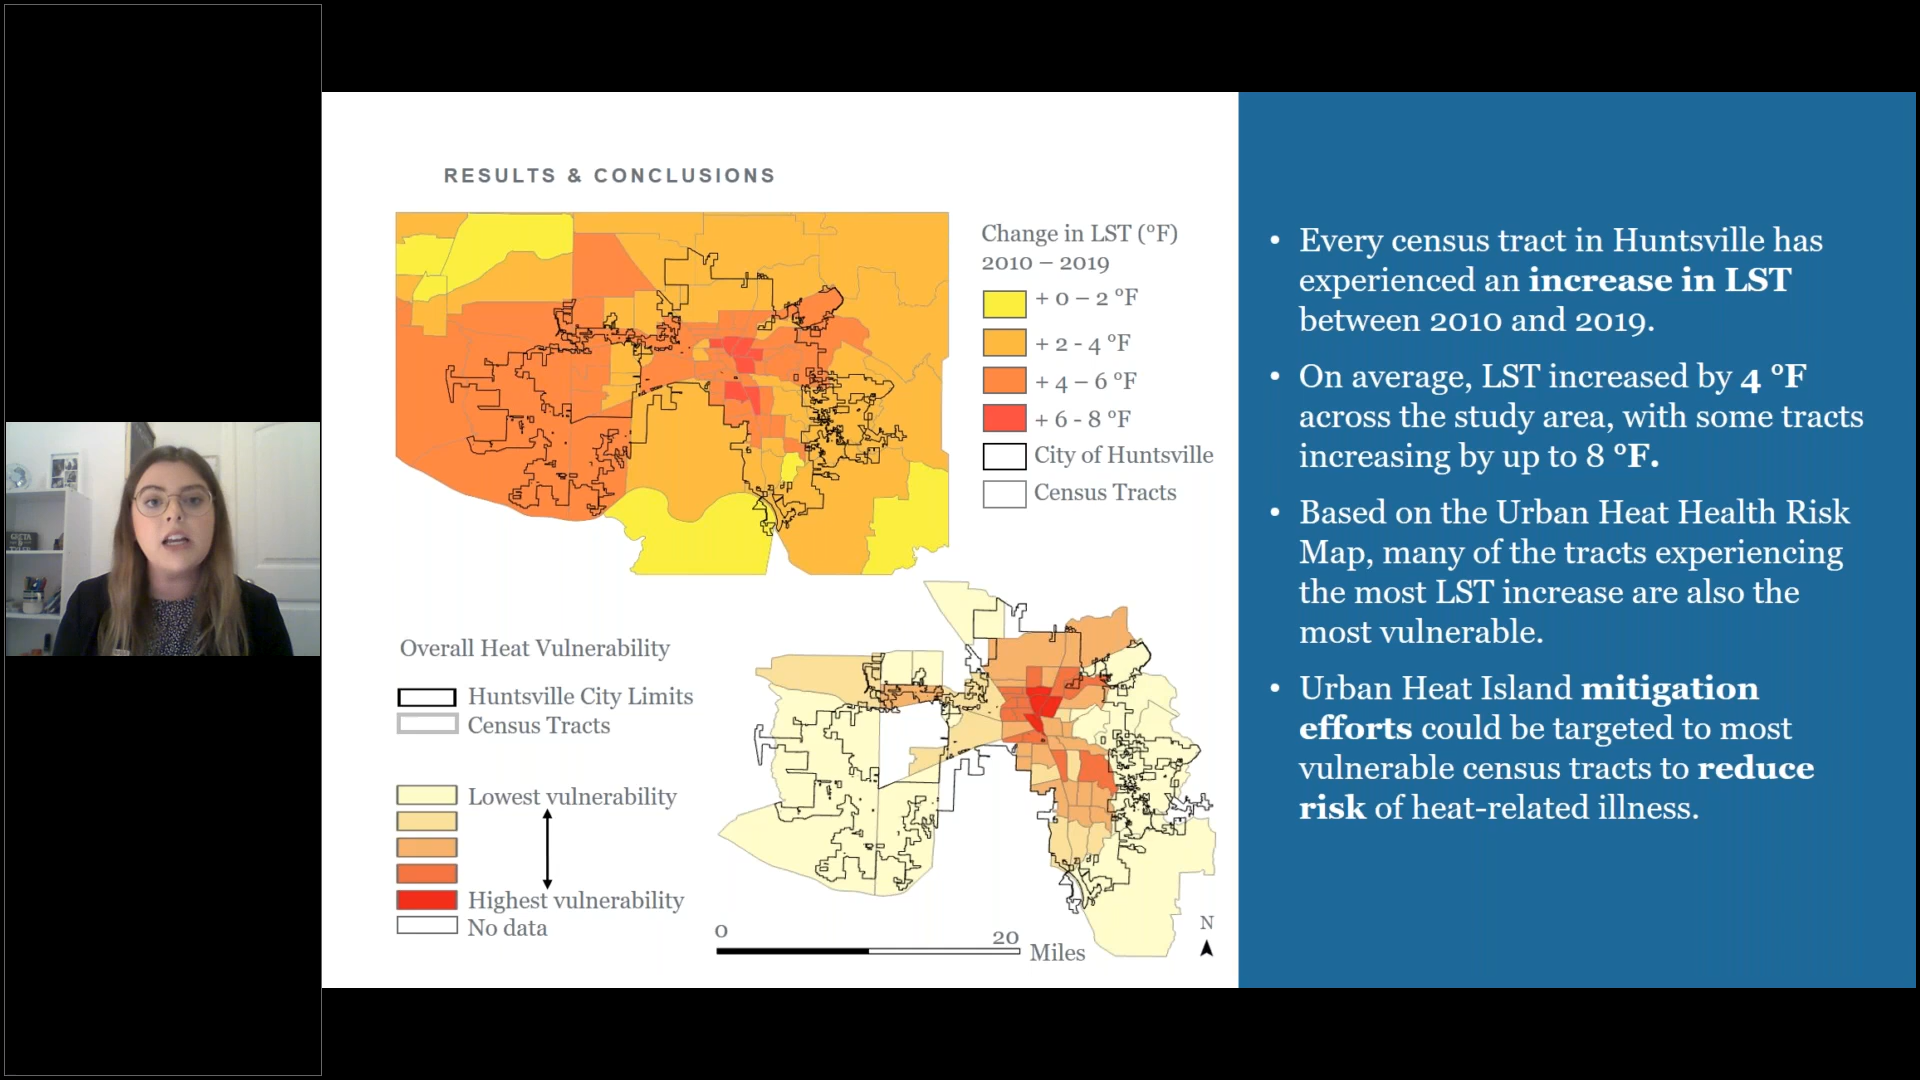 RESULTS & CONCLUSIONS
Change in LST (°F)
2010 – 2019
+ 0 – 2 °F
+ 2 - 4 °F
+ 4 – 6 °F
+ 6 - 8 °F
City of Huntsville
Census Tracts
Overall Heat Vulnerability
Huntsville City Limits
Census Tracts
Lowest vulnerability
Highest vulnerability
No data
0
20
Miles
N
• Every census tract in Huntsville has
experienced an increase in LST
between 2010 and 2019.
• On average, LST increased by 4 °F
across the study area, with some tracts
increasing by up to 8 °F.
• Based on the Urban Heat Health Risk
Map, many of the tracts experiencing
the most LST increase are also the
most vulnerable.
• Urban Heat Island mitigation
efforts could be targeted to most
vulnerable census tracts to reduce
risk of heat-related illness.